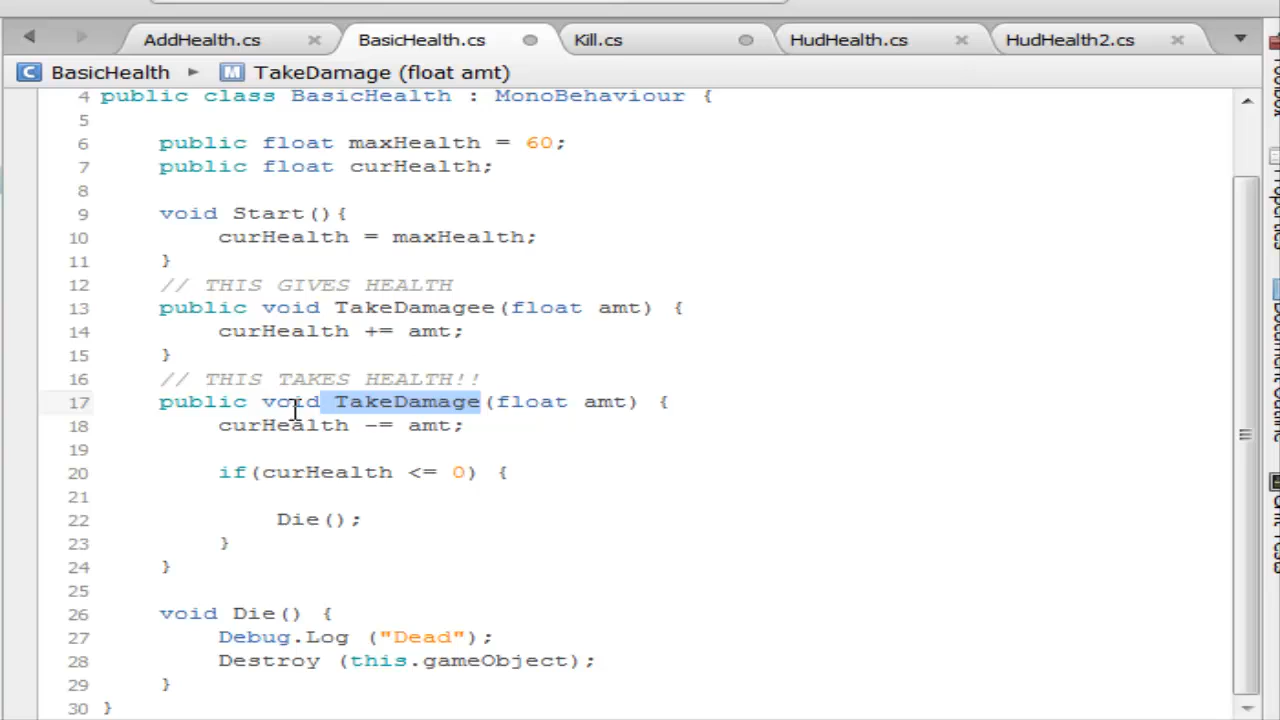 AddHealth.cs BasicHealth.cs Kill.cs HudHealth.cs HudHealth2.cs
C BasicHealth M TakeDamage (float amt)
4 public class BasicHealth : MonoBehaviour {
5
6 public float maxHealth = 60;
7 public float curHealth;
8
9 void Start(){
10 curHealth = maxHealth;
11 }
12 // THIS GIVES HEALTH
13 public void TakeDamagee(float amt) {
14 curHealth += amt;
15 }
16 // THIS TAKES HEALTH!!
17 public void TakeDamage(float amt) {
18 curHealth -= amt;
19
20 if(curHealth <= 0) {
21
22 Die();
23 }
24 }
25
26 void Die() {
27 Debug.Log ("Dead");
28 Destroy (this.gameObject);
29 }
30 }